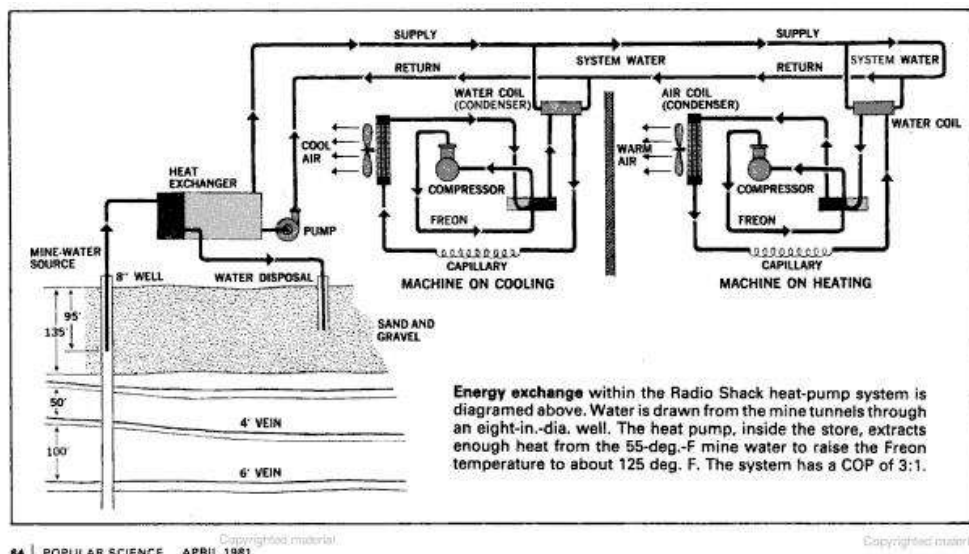 SUPPLY
SUPPLY
SYSTEM WATER
SYSTEM WATER
RETURN
RETURN
WATER COIL
(CONDENSER)
AIR COIL
(CONDENSER)
WATER COIL
COOL
AIR
WARM
AIR
COMPRESSOR
COMPRESSOR
HEAT
EXCHANGER
FREON
FREON
PUMP
MINE-WATER
SOURCE
8" WELL
WATER DISPOSAL
CAPILLARY
CAPILLARY
MACHINE ON COOLING
MACHINE ON HEATING
95'
135'
SAND AND
GRAVEL
50'
4' VEIN
100'
6' VEIN
Energy exchange within the Radio Shack heat-pump system is
diagramed above. Water is drawn from the mine tunnels through
an eight-in.-dia. well. The heat pump, inside the store, extracts
enough heat from the 55-deg.-F mine water to raise the Freon
temperature to about 125 deg. F. The system has a COP of 3:1.
Copyrighted material
Copyrighted materia
64 | POPULAR SCIENCE APRIL 1981